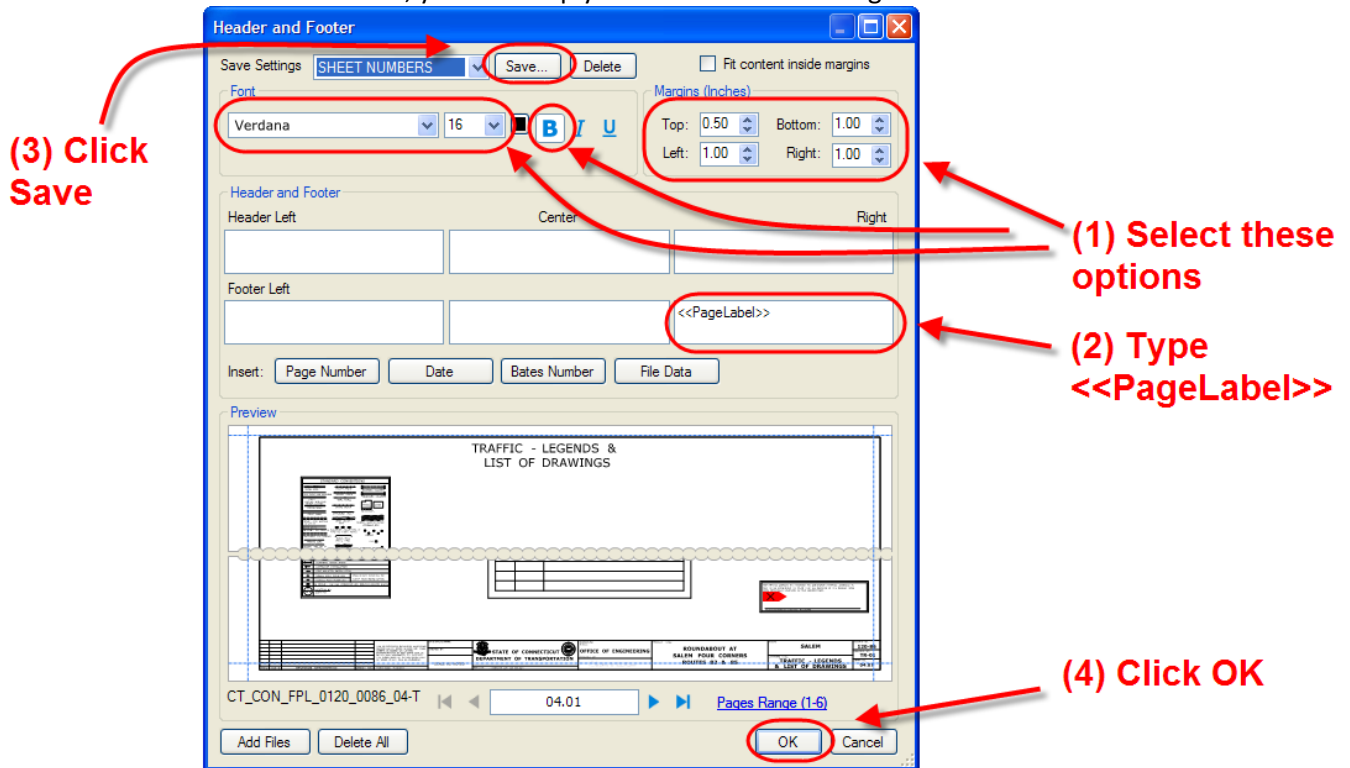 Header and Footer
Save Settings SHEET NUMBERS Save... Delete Fit content inside margins
Font Margins (Inches)
Verdana 16 B I U Top: 0.50 Bottom: 1.00
Left: 1.00 Right: 1.00
(3) Click
Save
Header and Footer
Header Left Center Right
(1) Select these
options
Footer Left
<<PageLabel>>
(2) Type
<<PageLabel>>
Insert: Page Number Date Bates Number File Data
Preview
TRAFFIC - LEGENDS &
LIST OF DRAWINGS
X
STATE OF CONNECTICUT
DEPARTMENT OF TRANSPORTATION
OFFICE OF ENGINEERING
ROUNDABOUT AT
SALEM FOUR CORNERS
ROUTES 82 & 85
SALEM
TRAFFIC - LEGENDS
& LIST OF DRAWINGS
04.01
CT_CON_FPL_0120_0086_04-T 04.01 Pages Range (1-6)
(4) Click OK
Add Files Delete All OK Cancel